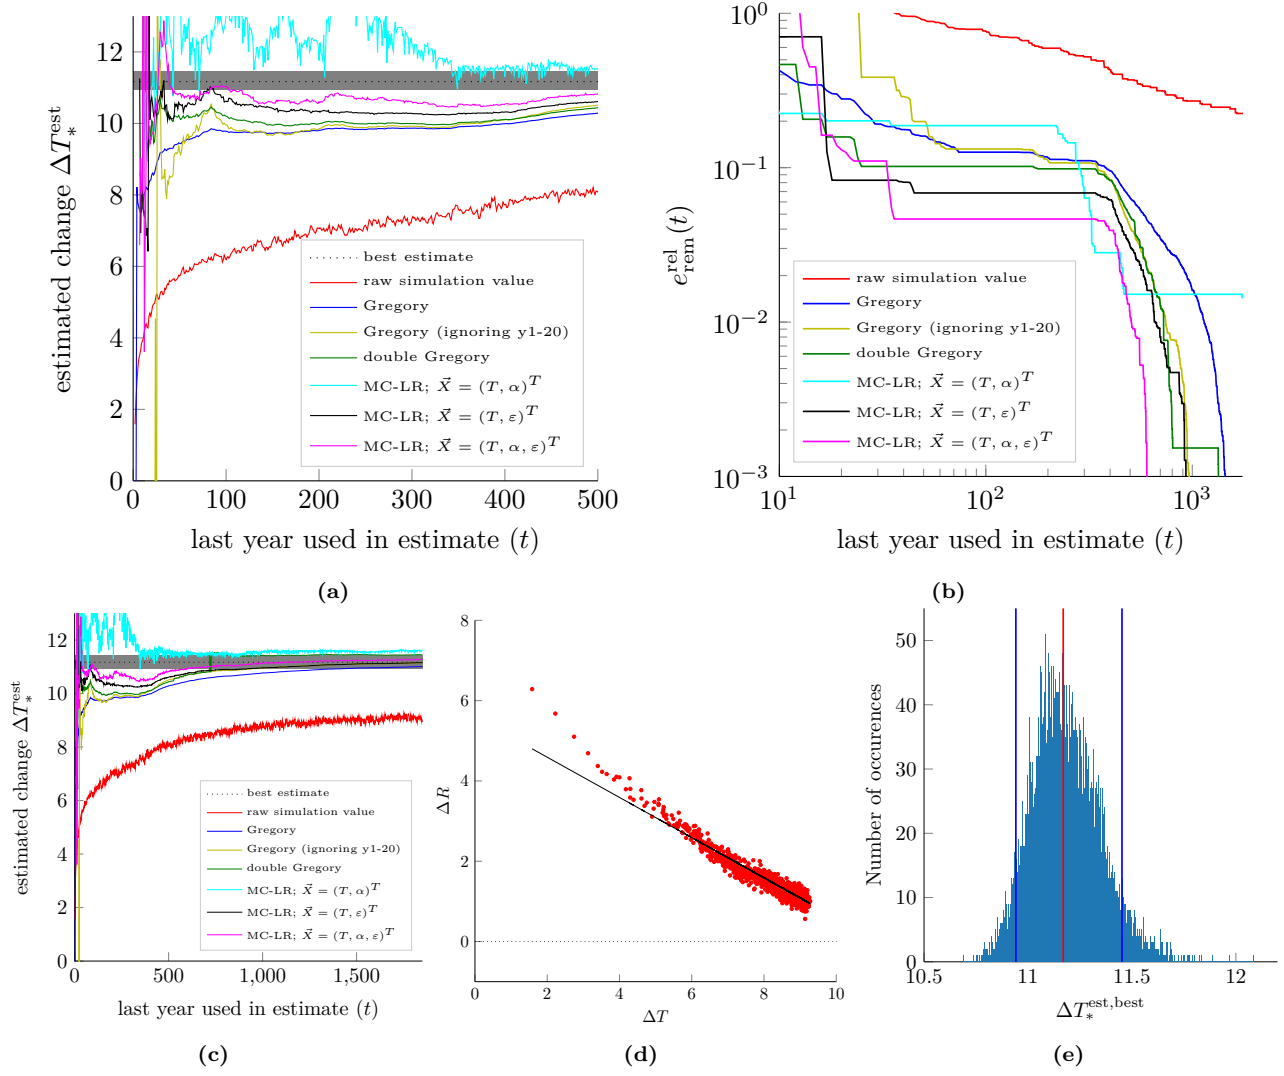 12
10
8
6
4
2
0
estimated change ΔT_*^est
0
100
200
300
400
500
last year used in estimate (t)
best estimate
raw simulation value
Gregory
Gregory (ignoring y1-20)
double Gregory
MC-LR; X⃗ = (T, α)^T
MC-LR; X⃗ = (T, ε)^T
MC-LR; X⃗ = (T, α, ε)^T
(a)
10^0
10^−1
10^−2
10^−3
e_rem^rel(t)
10^1
10^2
10^3
last year used in estimate (t)
raw simulation value
Gregory
Gregory (ignoring y1-20)
double Gregory
MC-LR; X⃗ = (T, α)^T
MC-LR; X⃗ = (T, ε)^T
MC-LR; X⃗ = (T, α, ε)^T
(b)
12
10
8
6
4
2
0
estimated change ΔT_*^est
0
500
1,000
1,500
last year used in estimate (t)
best estimate
raw simulation value
Gregory
Gregory (ignoring y1-20)
double Gregory
MC-LR; X⃗ = (T, α)^T
MC-LR; X⃗ = (T, ε)^T
MC-LR; X⃗ = (T, α, ε)^T
(c)
8
6
4
2
0
ΔR
0
2
4
6
8
10
ΔT
(d)
50
40
30
20
10
0
Number of occurences
10.5
11
11.5
12
ΔT_*^est,best
(e)